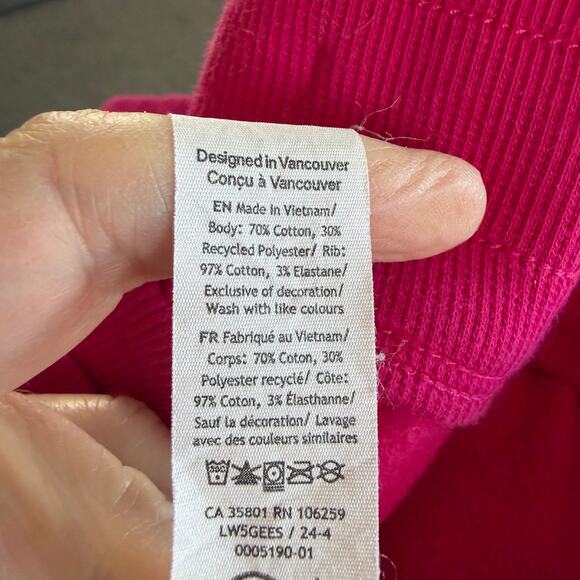 Designed in Vancouver
Conçu à Vancouver
EN Made in Vietnam/
Body: 70% Cotton, 30%
Recycled Polyester/ Rib:
97% Cotton, 3% Elastane/
Exclusive of decoration/
Wash with like colours
FR Fabriqué au Vietnam/
Corps: 70% Coton, 30%
Polyester recyclé/ Côte:
97% Coton, 3% Élasthanne/
Sauf la décoration/ Lavage
avec des couleurs similaires
30C
CA 35801 RN 106259
LW5GEES / 24-4
0005190-01